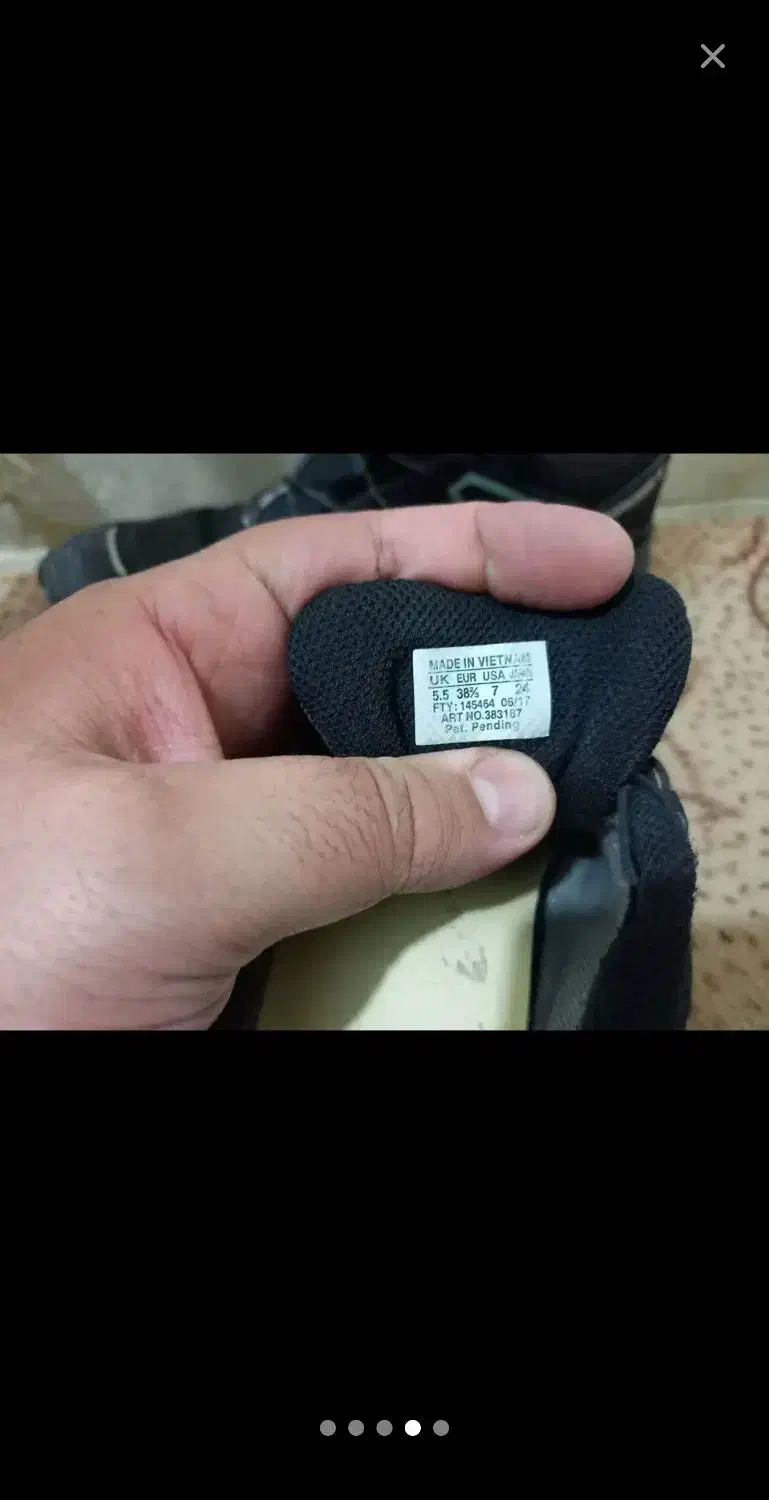 MADE IN VIETNAM
UK EUR USA JAPAN
5.5 38⅔ 7 24
FTY: 145464 06/17
ART NO.383187
Pat. Pending